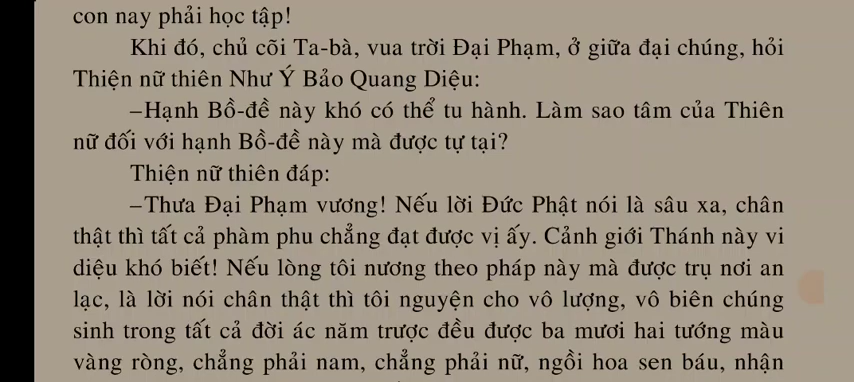 con nay phải học tập!
Khi đó, chủ cõi Ta-bà, vua trời Đại Phạm, ở giữa đại chúng, hỏi
Thiện nữ thiên Như Ý Bảo Quang Diệu:
–Hạnh Bồ-đề này khó có thể tu hành. Làm sao tâm của Thiên
nữ đối với hạnh Bồ-đề này mà được tự tại?
Thiện nữ thiên đáp:
–Thưa Đại Phạm vương! Nếu lời Đức Phật nói là sâu xa, chân
thật thì tất cả phàm phu chẳng đạt được vị ấy. Cảnh giới Thánh này vi
diệu khó biết! Nếu lòng tôi nương theo pháp này mà được trụ nơi an
lạc, là lời nói chân thật thì tôi nguyện cho vô lượng, vô biên chúng
sinh trong tất cả đời ác năm trược đều được ba mươi hai tướng màu
vàng ròng, chẳng phải nam, chẳng phải nữ, ngồi hoa sen báu, nhận